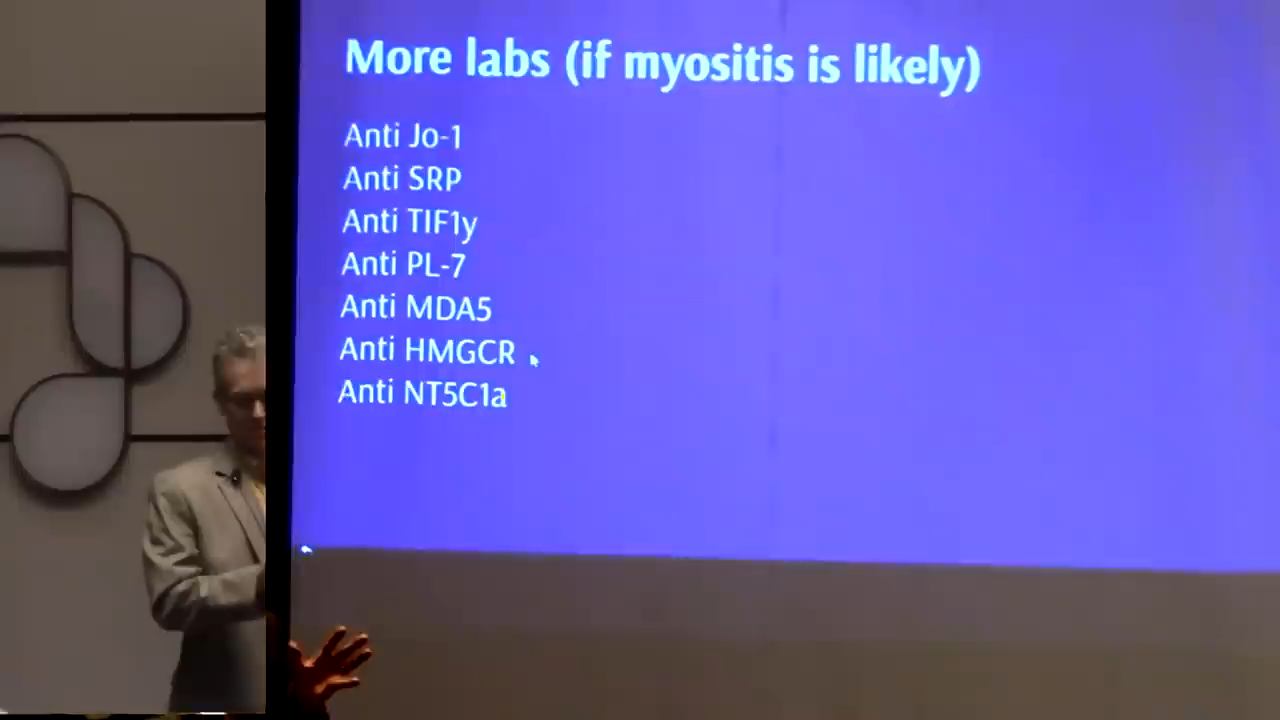 More labs (if myositis is likely)
Anti Jo-1
Anti SRP
Anti TIF1y
Anti PL-7
Anti MDA5
Anti HMGCR
Anti NT5C1a